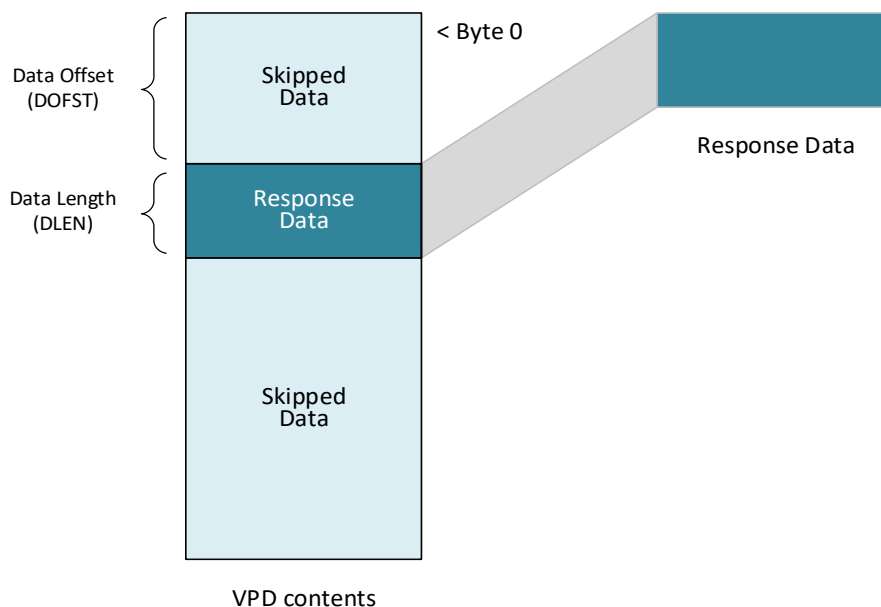 < Byte 0
Data Offset
(DOFST)
Skipped
Data
Response Data
Data Length
(DLEN)
Response
Data
Skipped
Data
VPD contents